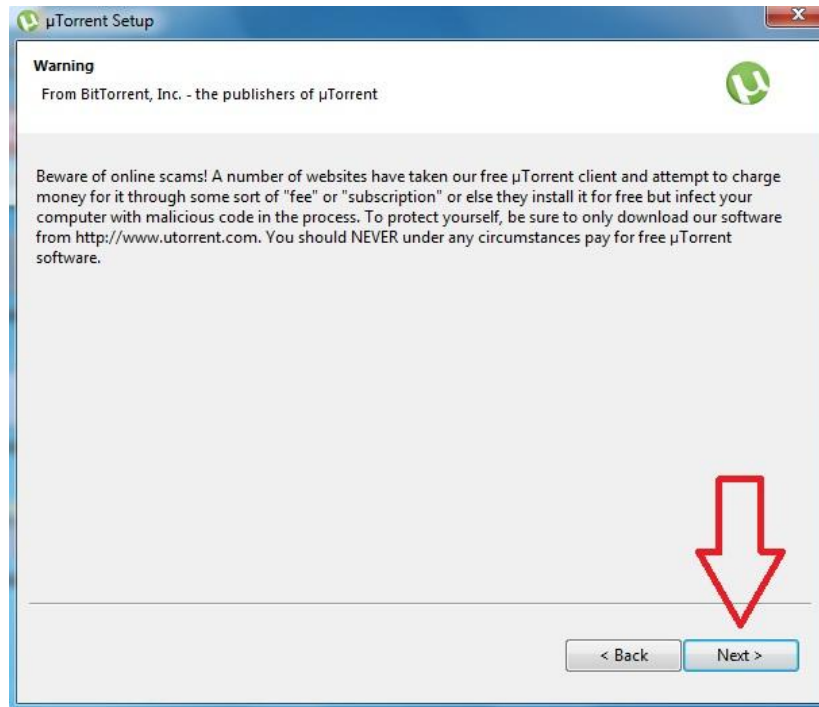 µTorrent Setup
Warning
From BitTorrent, Inc. - the publishers of µTorrent
Beware of online scams! A number of websites have taken our free µTorrent client and attempt to charge
money for it through some sort of "fee" or "subscription" or else they install it for free but infect your
computer with malicious code in the process. To protect yourself, be sure to only download our software
from http://www.utorrent.com. You should NEVER under any circumstances pay for free µTorrent
software.
< Back
Next >